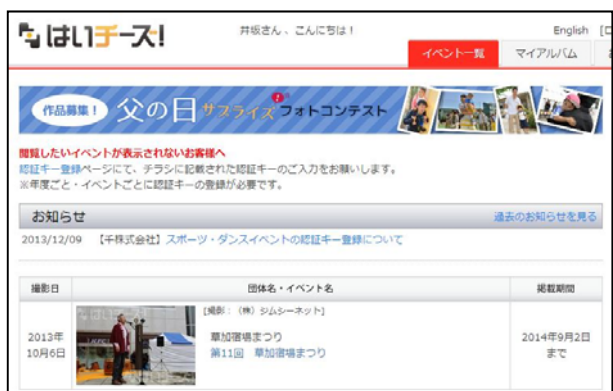 はいチーズ!
井坂さん 、こんにちは!
English
イベント一覧
マイアルバム
作品募集! 父の日サプライズフォトコンテスト
閲覧したいイベントが表示されないお客様へ
認証キー登録ページにて、チラシに記載された認証キーのご入力をお願いします。
※年度ごと・イベントごとに認証キーの登録が必要です。
お知らせ
過去のお知らせを見る
2013/12/09 【千株式会社】スポーツ・ダンスイベントの認証キー登録について
撮影日
団体名・イベント名
掲載期間
[撮影:(株)ジムシーネット]
2013年
10月6日
草加宿場まつり
第11回 草加宿場まつり
2014年9月2日
まで